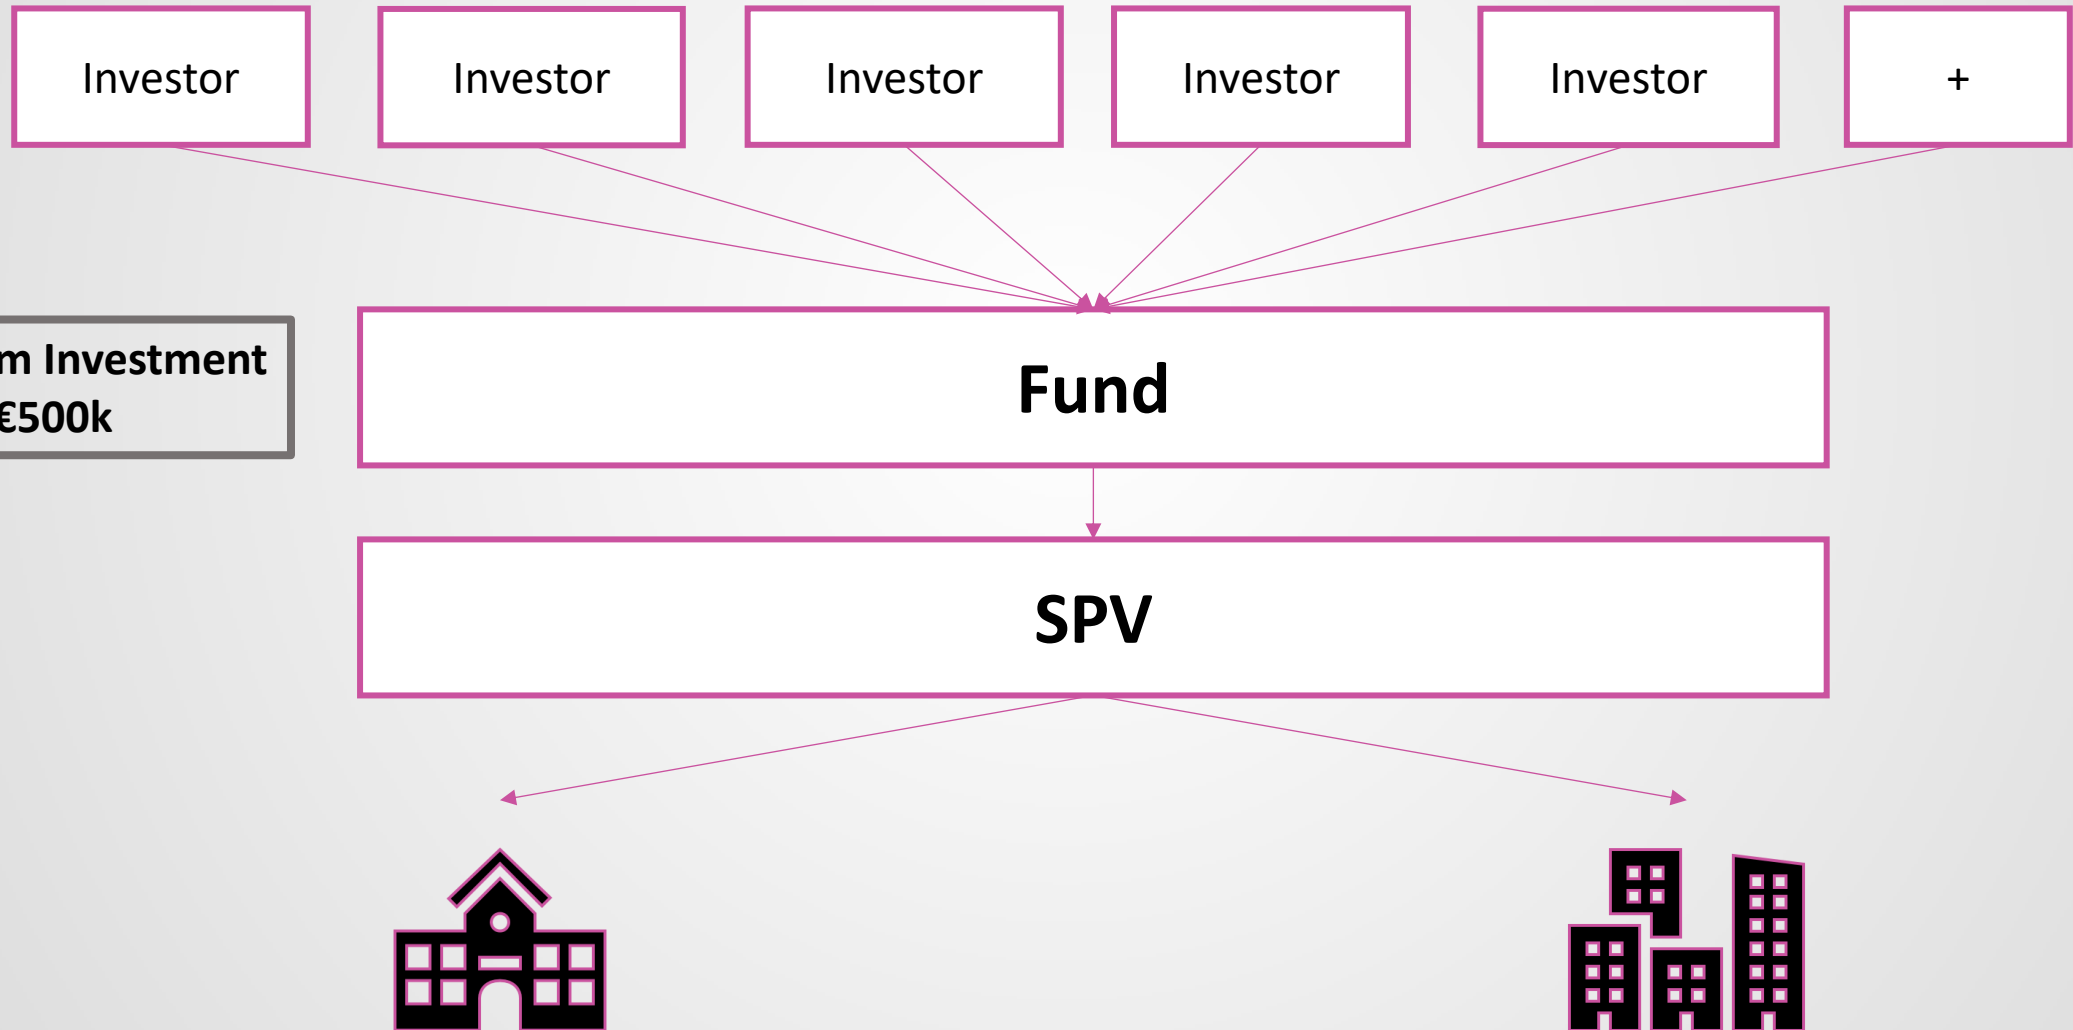 Investor
Investor
Investor
Investor
Investor
+
m Investment
€500k
Fund
SPV